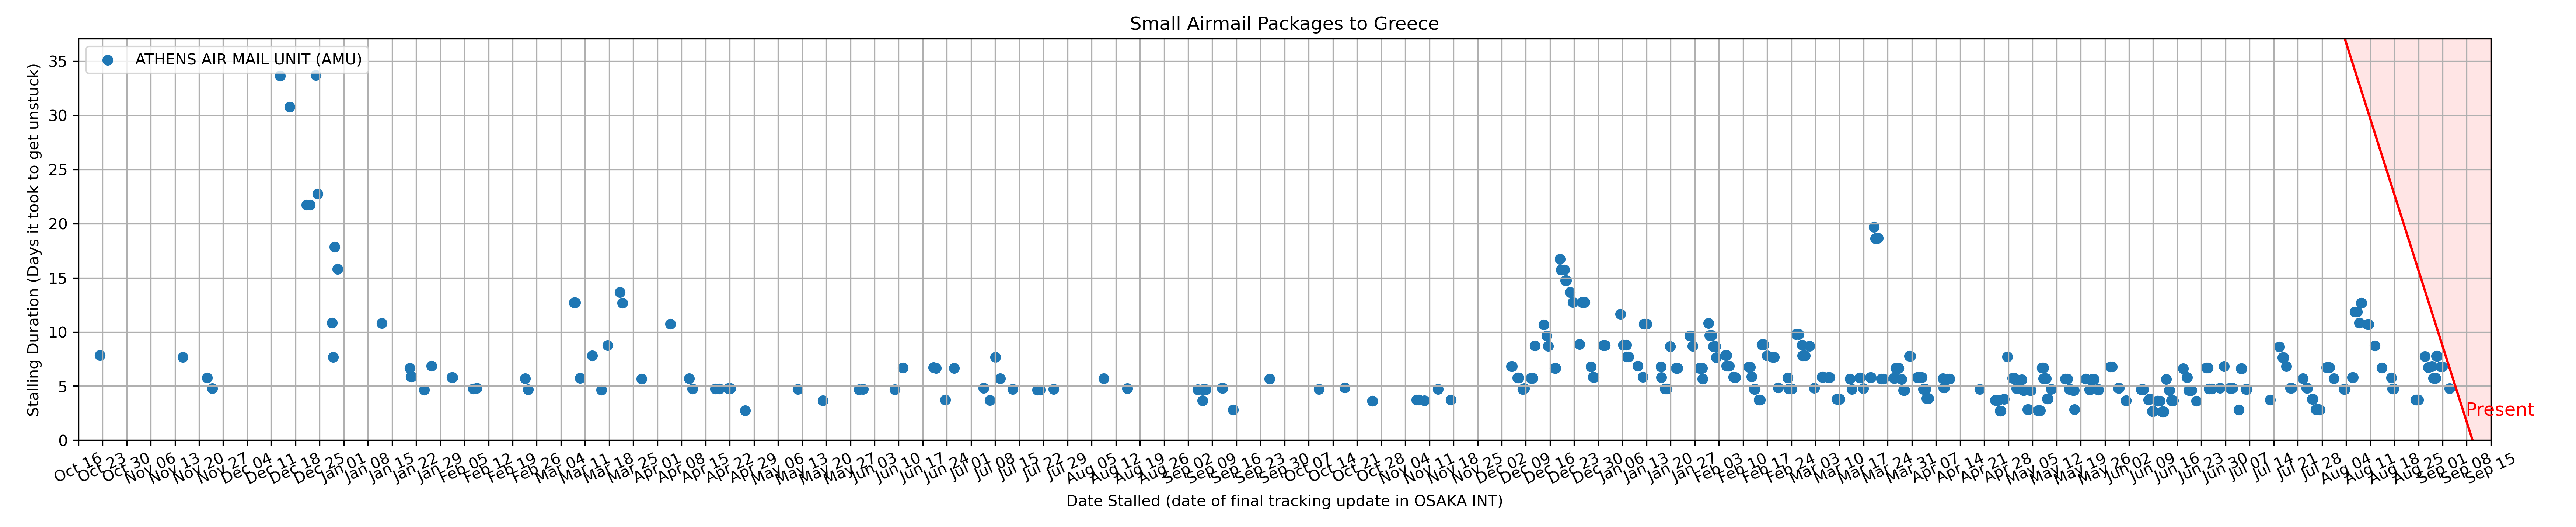 Small Airmail Packages to Greece
ATHENS AIR MAIL UNIT (AMU)
Stalling Duration (Days it took to get unstuck)
35
30
25
20
15
10
5
0
Present
Oct 16
Oct 23
Oct 30
Nov 06
Nov 13
Nov 20
Nov 27
Dec 04
Dec 11
Dec 18
Dec 25
Jan 01
Jan 08
Jan 15
Jan 22
Jan 29
Feb 05
Feb 12
Feb 19
Feb 26
Mar 04
Mar 11
Mar 18
Mar 25
Apr 01
Apr 08
Apr 15
Apr 22
Apr 29
May 06
May 13
May 20
May 27
Jun 03
Jun 10
Jun 17
Jun 24
Jul 01
Jul 08
Jul 15
Jul 22
Jul 29
Aug 05
Aug 12
Aug 19
Aug 26
Sep 02
Sep 09
Sep 16
Sep 23
Sep 30
Oct 07
Oct 14
Oct 21
Oct 28
Nov 04
Nov 11
Nov 18
Nov 25
Dec 02
Dec 09
Dec 16
Dec 23
Dec 30
Jan 06
Jan 13
Jan 20
Jan 27
Feb 03
Feb 10
Feb 17
Feb 24
Mar 03
Mar 10
Mar 17
Mar 24
Mar 31
Apr 07
Apr 14
Apr 21
Apr 28
May 05
May 12
May 19
May 26
Jun 02
Jun 09
Jun 16
Jun 23
Jun 30
Jul 07
Jul 14
Jul 21
Jul 28
Aug 04
Aug 11
Aug 18
Aug 25
Sep 01
Sep 08
Sep 15
Date Stalled (date of final tracking update in OSAKA INT)